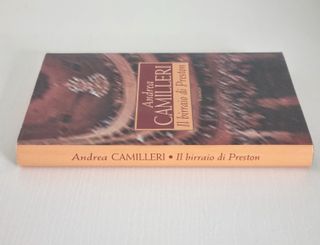 Andrea
CAMILLERI
Il birraio di Preston
Andrea CAMILLERI • Il birraio di Preston